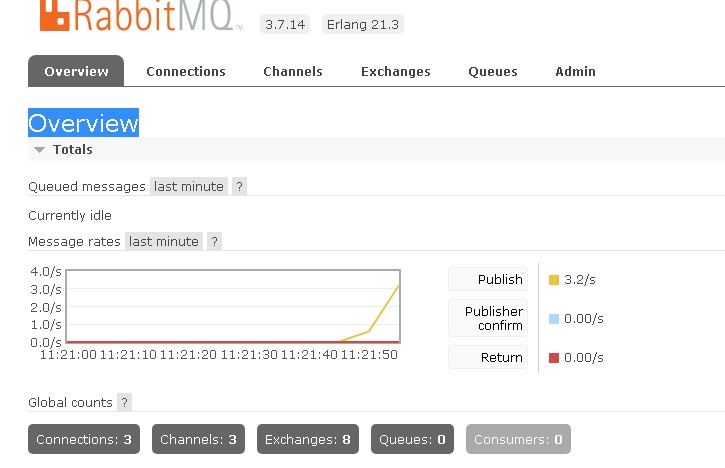 RabbitMQ TM 3.7.14 Erlang 21.3
Overview Connections Channels Exchanges Queues Admin
Overview
Totals
Queued messages last minute ?
Currently idle
Message rates last minute ?
4.0/s
3.0/s
2.0/s
1.0/s
0.0/s
11:21:00 11:21:10 11:21:20 11:21:30 11:21:40 11:21:50
Publish 3.2/s
Publisher
confirm 0.00/s
Return 0.00/s
Global counts ?
Connections: 3 Channels: 3 Exchanges: 8 Queues: 0 Consumers: 0